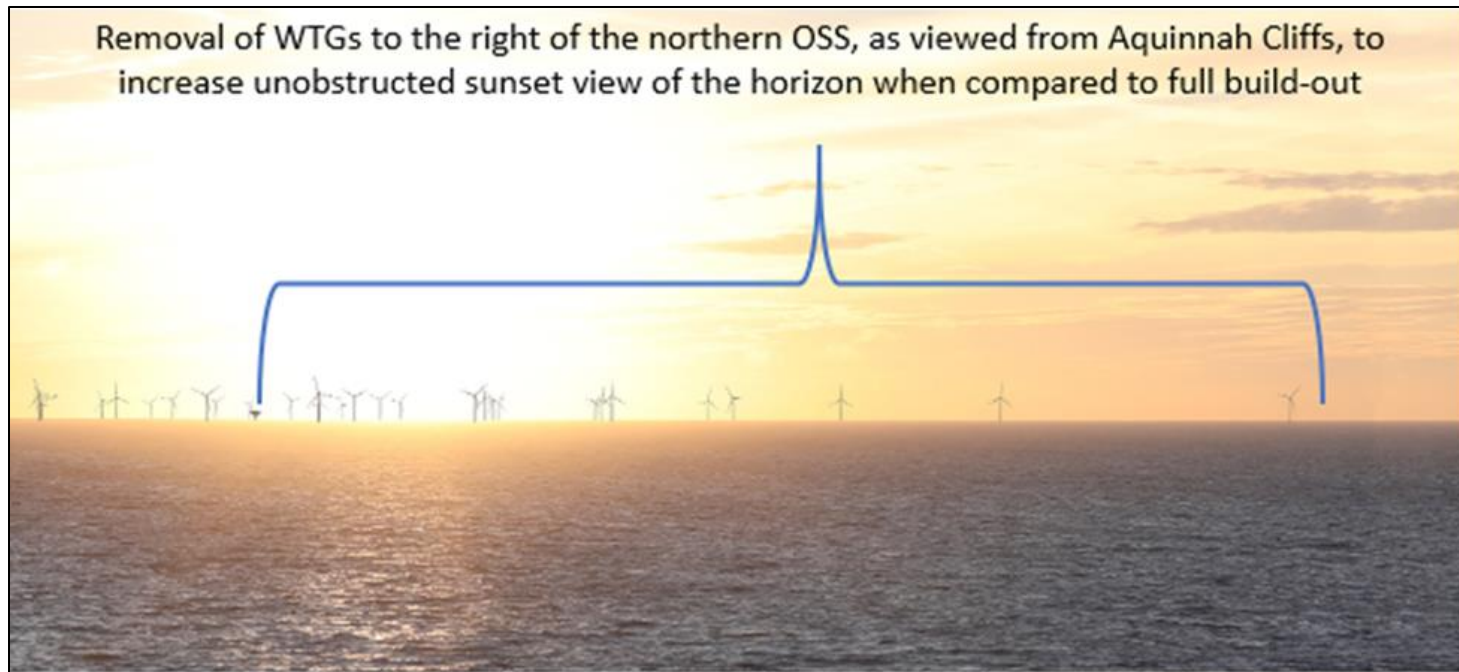 Removal of WTGs to the right of the northern OSS, as viewed from Aquinnah Cliffs, to
increase unobstructed sunset view of the horizon when compared to full build-out